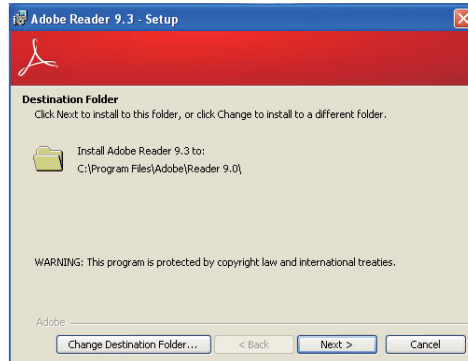 Adobe Reader 9.3 - Setup
Destination Folder
Click Next to install to this folder, or click Change to install to a different folder.
Install Adobe Reader 9.3 to:
C:\Program Files\Adobe\Reader 9.0\
WARNING: This program is protected by copyright law and international treaties.
Adobe
Change Destination Folder... < Back Next > Cancel